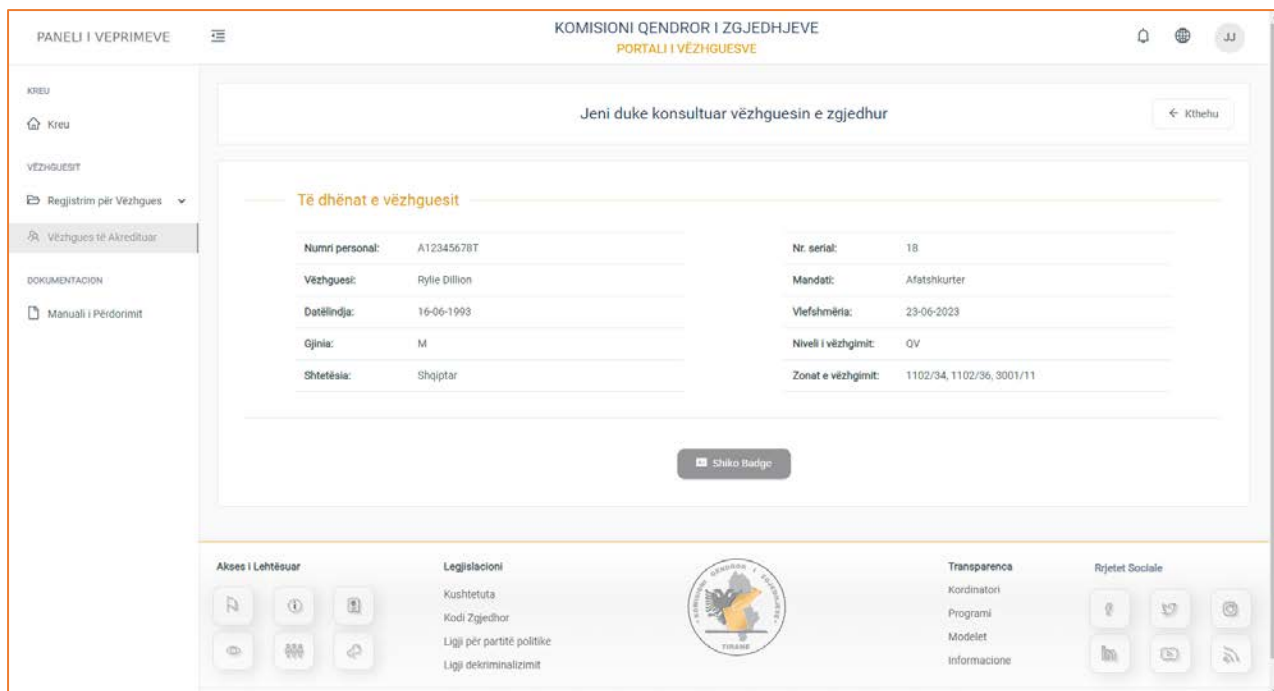 PANELI I VEPRIMEVE
KOMISIONI QENDROR I ZGJEDHJEVE
PORTALI I VËZHGUESVE
JJ
KREU
Kreu
VËZHGUESIT
Regjistrim për Vëzhgues
Vëzhgues të Akredituar
DOKUMENTACION
Manuali i Përdorimit
Jeni duke konsultuar vëzhguesin e zgjedhur
Kthehu
Të dhënat e vëzhguesit
Numri personal: A12345678T
Vëzhguesi: Rylie Dillion
Datëlindja: 16-06-1993
Gjinia: M
Shtetësia: Shqiptar
Nr. serial: 18
Mandati: Afatshkurter
Vlefshmëria: 23-06-2023
Niveli i vëzhgimit: QV
Zonat e vëzhgimit: 1102/34, 1102/36, 3001/11
Shiko Badge
Akses i Lehtësuar
Legjislacioni
Kushtetuta
Kodi Zgjedhor
Ligji për partitë politike
Ligji dekriminalizimit
KOMISIONI QENDROR I ZGJEDHJEVE
TIRANE
Transparenca
Kordinatori
Programi
Modelet
Informacione
Rrjetet Sociale